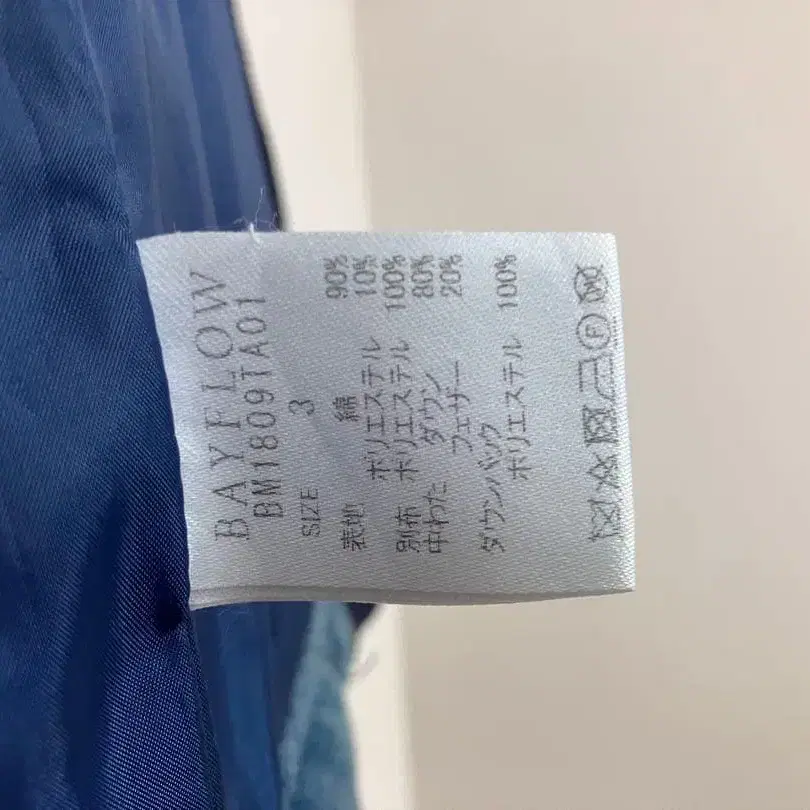 BAYFLOW
BM1809TA01
SIZE 3
表地 綿 90%
ポリエステル 10%
別布 ポリエステル 100%
中わた ダウン 80%
フェザー 20%
ダウンパック
ポリエステル 100%
F W